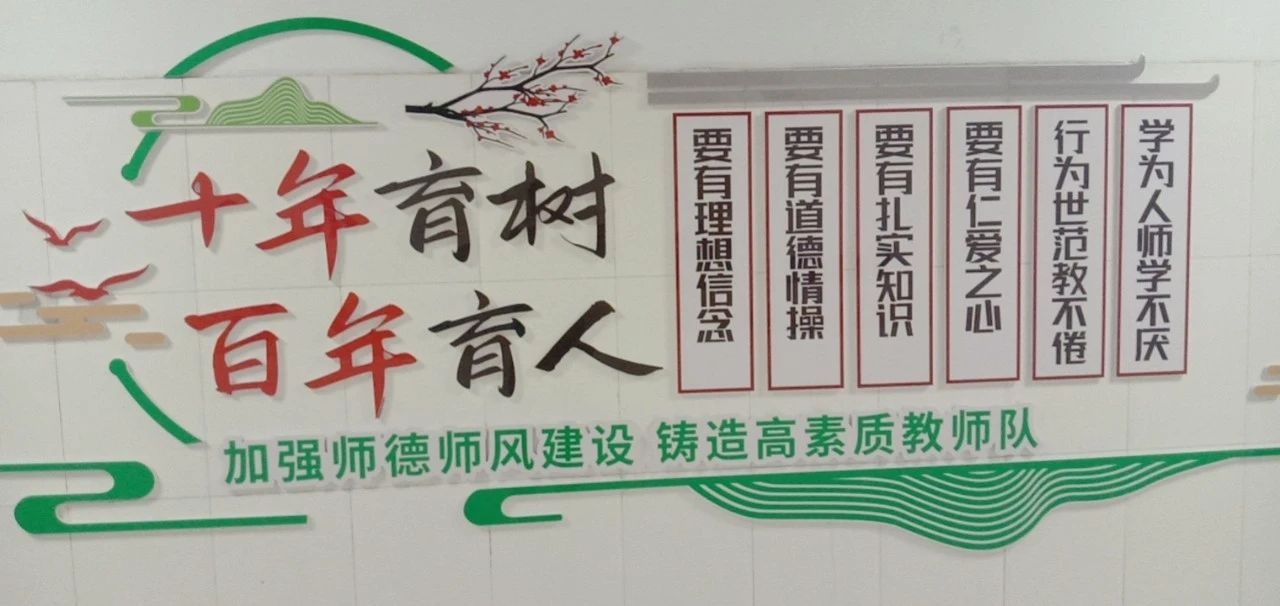 十年育树
百年育人
要有理想信念
要有道德情操
要有扎实知识
要有仁爱之心
行为世范教不倦
学为人师学不厌
加强师德师风建设 铸造高素质教师队